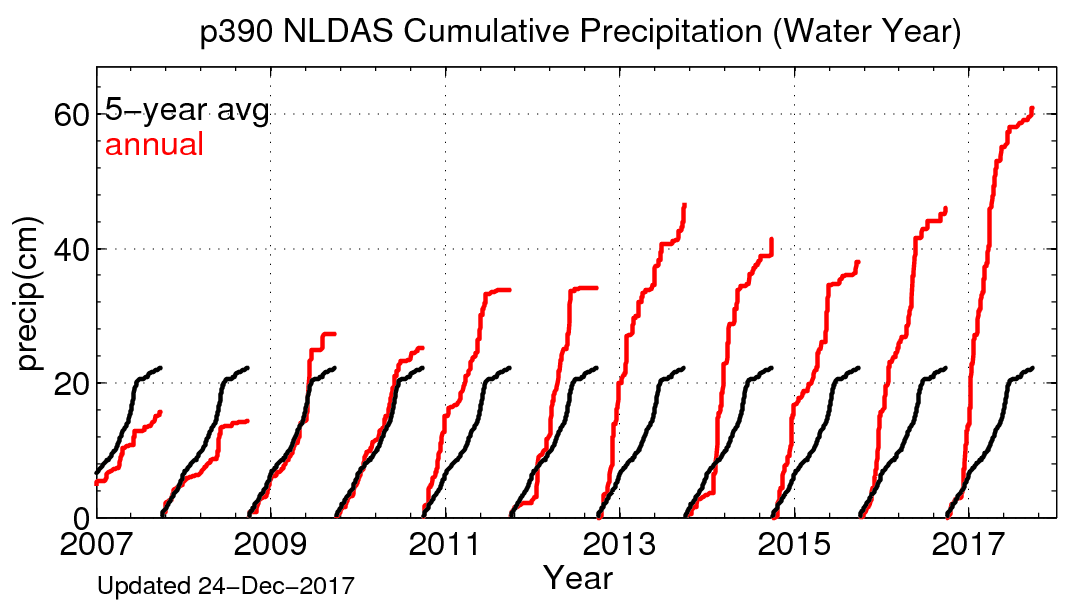 p390 NLDAS Cumulative Precipitation (Water Year)
5−year avg
annual
60
40
20
0
precip(cm)
2007 2009 2011 2013 2015 2017
Year
Updated 24−Dec−2017